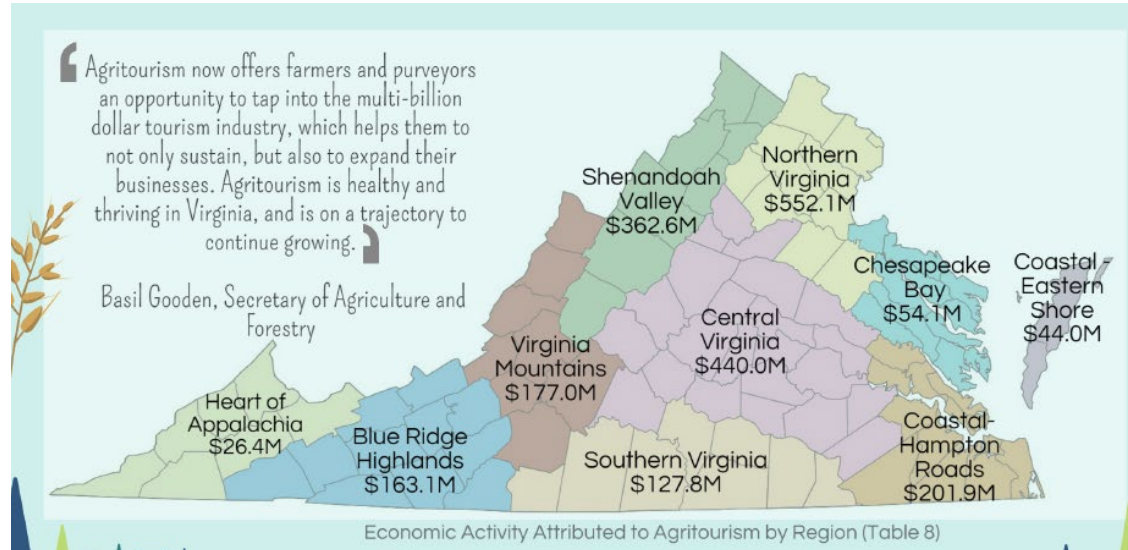 ❛ Agritourism now offers farmers and purveyors
an opportunity to tap into the multi-billion
dollar tourism industry, which helps them to
not only sustain, but also to expand their
businesses. Agritourism is healthy and
thriving in Virginia, and is on a trajectory to
continue growing. ❜
Basil Gooden, Secretary of Agriculture and
Forestry
Shenandoah
Valley
$362.6M
Northern
Virginia
$552.1M
Chesapeake
Bay
$54.1M
Coastal -
Eastern
Shore
$44.0M
Central
Virginia
$440.0M
Virginia
Mountains
$177.0M
Heart of
Appalachia
$26.4M
Blue Ridge
Highlands
$163.1M
Southern Virginia
$127.8M
Coastal-
Hampton
Roads
$201.9M
Economic Activity Attributed to Agritourism by Region (Table 8)